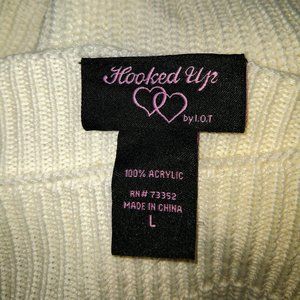 Hooked Up
by I.O.T
100% ACRYLIC
RN# 73352
MADE IN CHINA
L